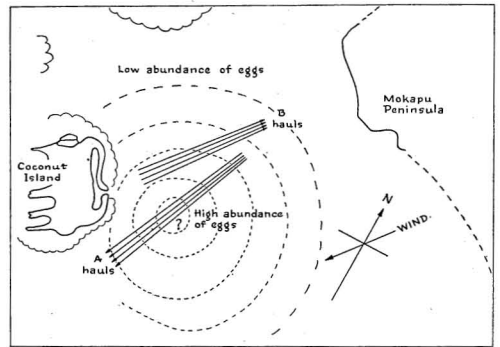 Low abundance of eggs
B
hauls
Mokapu
Peninsula
Coconut
Island
High abundance
of eggs
?
A
hauls
N
WIND.